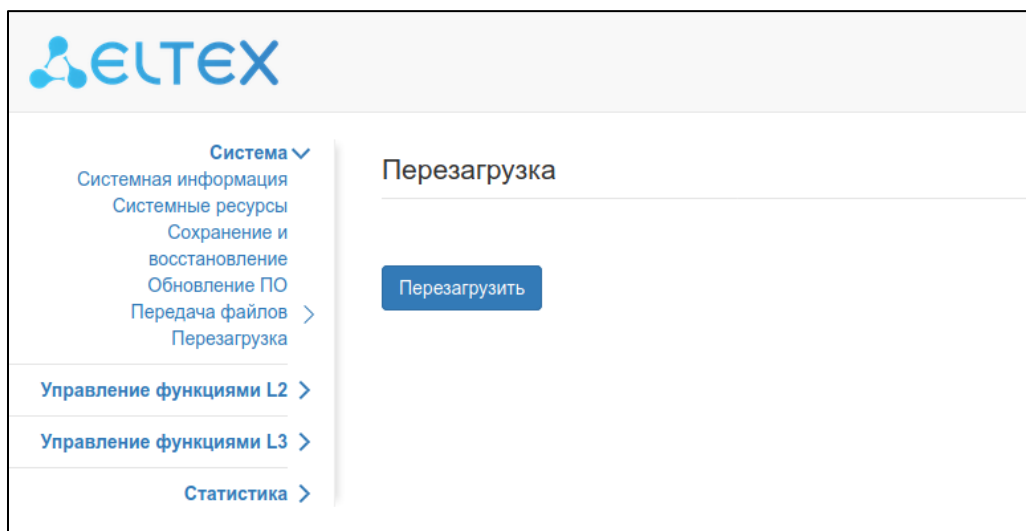 ELTEX
Система
Системная информация
Системные ресурсы
Сохранение и
восстановление
Обновление ПО
Передача файлов
Перезагрузка
Управление функциями L2
Управление функциями L3
Статистика
Перезагрузка
Перезагрузить